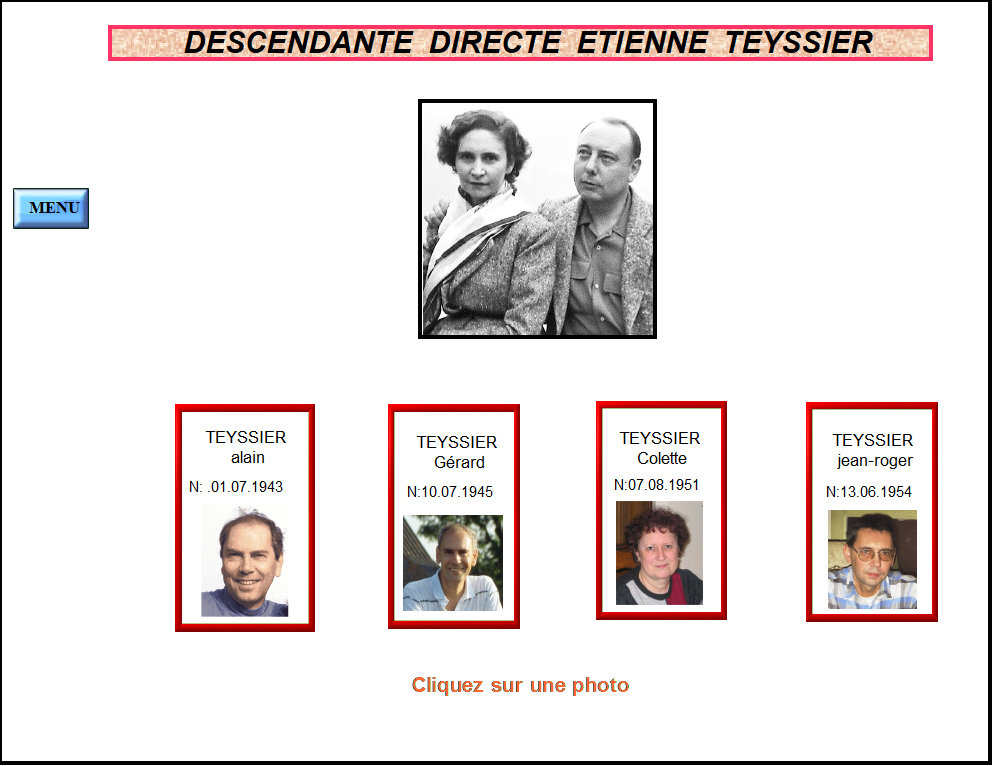 DESCENDANTE DIRECTE ETIENNE TEYSSIER
MENU
TEYSSIER
alain
N: .01.07.1943
TEYSSIER
Gérard
N:10.07.1945
TEYSSIER
Colette
N:07.08.1951
TEYSSIER
jean-roger
N:13.06.1954
Cliquez sur une photo